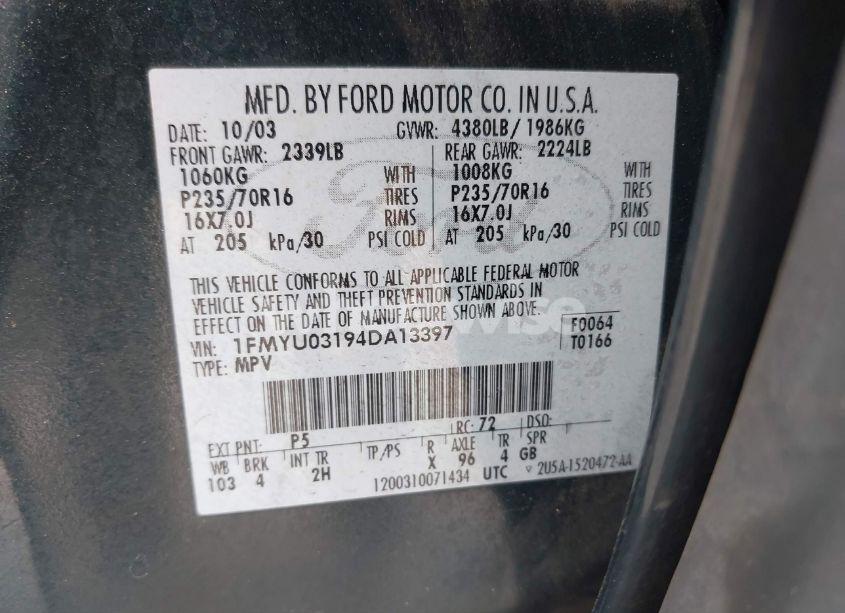 MFD. BY FORD MOTOR CO. IN U.S.A.
DATE: 10/03 GVWR: 4380LB/ 1986KG
FRONT GAWR: 2339LB REAR GAWR: 2224LB
1060KG WITH 1008KG WITH
P235/70R16 TIRES P235/70R16 TIRES
16X7.0J RIMS 16X7.0J RIMS
AT 205 kPa/30 PSI COLD AT 205 kPa/30 PSI COLD
THIS VEHICLE CONFORMS TO ALL APPLICABLE FEDERAL MOTOR
VEHICLE SAFETY AND THEFT PREVENTION STANDARDS IN
EFFECT ON THE DATE OF MANUFACTURE SHOWN ABOVE.
VIN: 1FMYU03194DA13397 F0064
TYPE: MPV T0166
EXT PNT: P5 RC: 72 DSO:
WB BRK INT TR TP/PS R AXLE TR SPR
103 4 2H X 96 4 GB
1200310071434 UTC 2U5A-1520472-AA
Ford